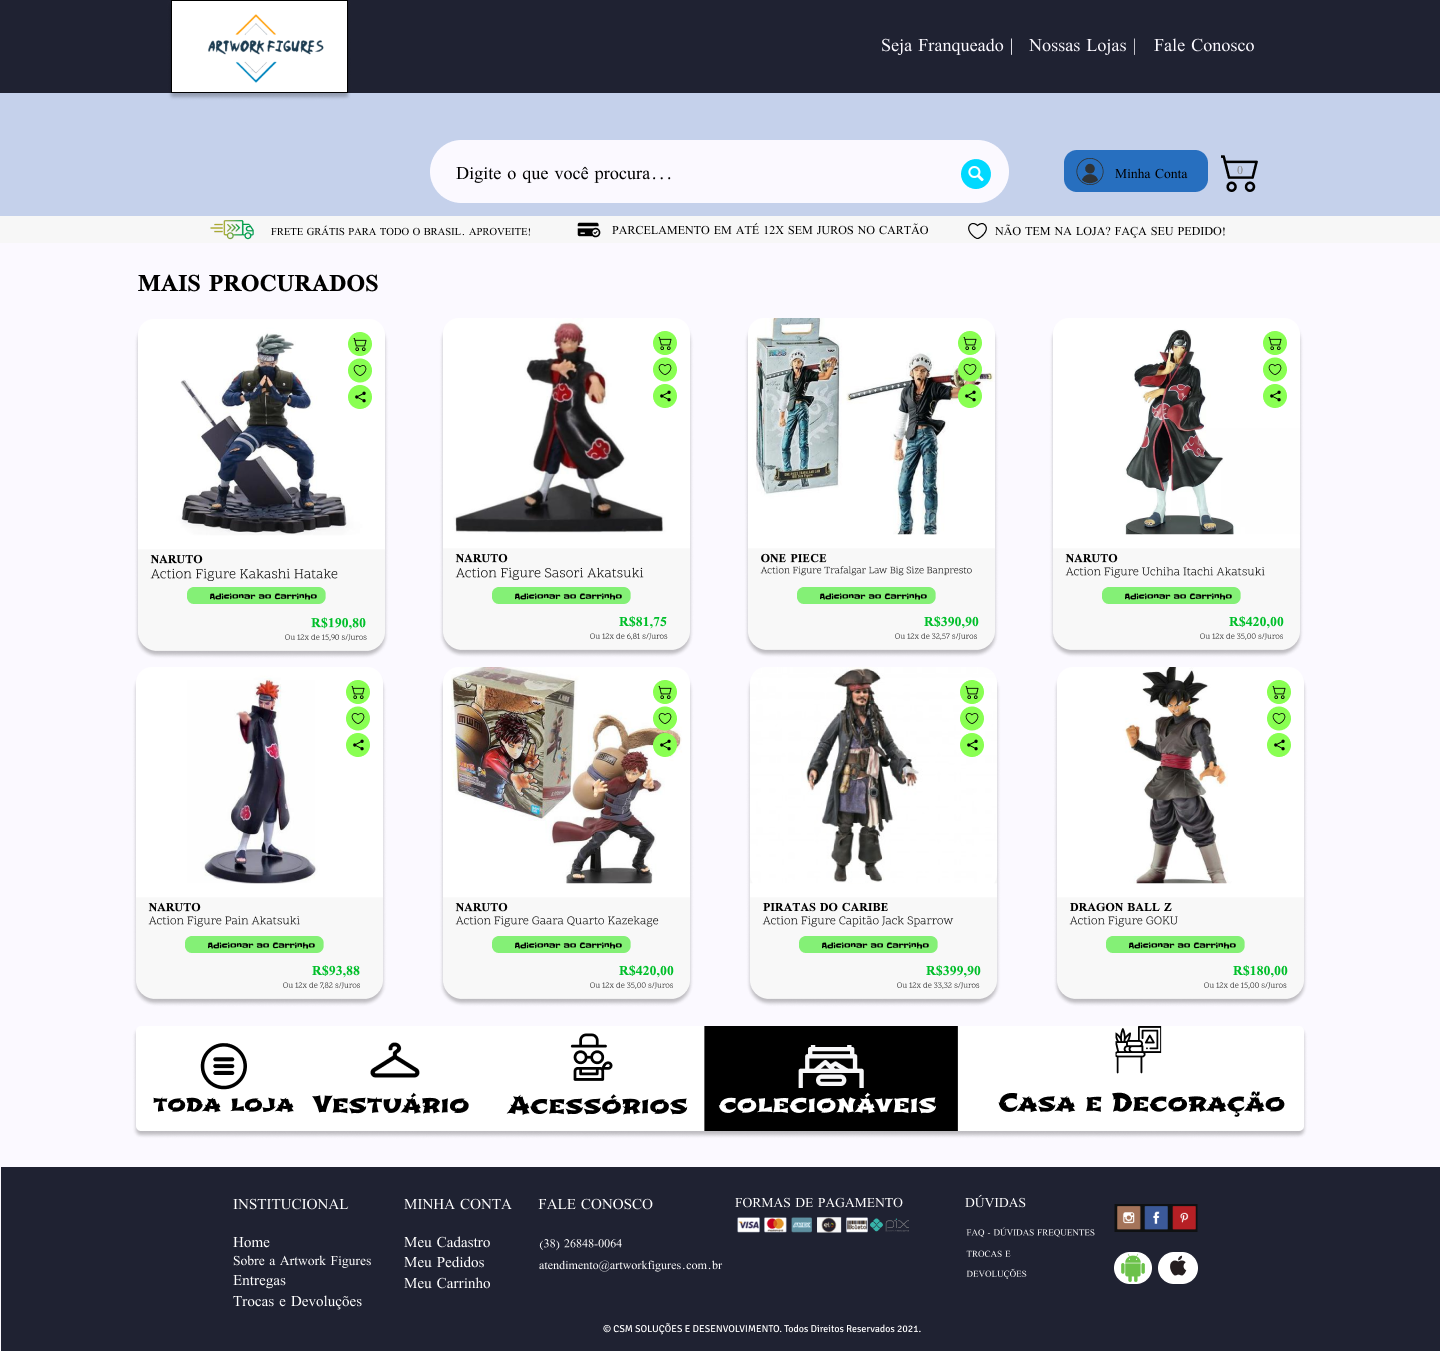 ARTWORK FIGURES
Seja Franqueado | Nossas Lojas | Fale Conosco
Digite o que você procura...
Minha Conta
0
FRETE GRÁTIS PARA TODO O BRASIL. APROVEITE!
PARCELAMENTO EM ATÉ 12X SEM JUROS NO CARTÃO
NÃO TEM NA LOJA? FAÇA SEU PEDIDO!
MAIS PROCURADOS
NARUTO
Action Figure Kakashi Hatake
Adicionar ao Carrinho
R$190,80
Ou 12x de 15,90 s/Juros
NARUTO
Action Figure Sasori Akatsuki
Adicionar ao Carrinho
R$81,75
Ou 12x de 6,81 s/Juros
ONE PIECE
Action Figure Trafalgar Law Big Size Banpresto
Adicionar ao Carrinho
R$390,90
Ou 12x de 32,57 s/Juros
NARUTO
Action Figure Uchiha Itachi Akatsuki
Adicionar ao Carrinho
R$420,00
Ou 12x de 35,00 s/Juros
NARUTO
Action Figure Pain Akatsuki
Adicionar ao Carrinho
R$93,88
Ou 12x de 7,82 s/Juros
NARUTO
Action Figure Gaara Quarto Kazekage
Adicionar ao Carrinho
R$420,00
Ou 12x de 35,00 s/Juros
PIRATAS DO CARIBE
Action Figure Capitão Jack Sparrow
Adicionar ao Carrinho
R$399,90
Ou 12x de 33,32 s/Juros
DRAGON BALL Z
Action Figure GOKU
Adicionar ao Carrinho
R$180,00
Ou 12x de 15,00 s/Juros
TODA LOJA
VESTUÁRIO
ACESSÓRIOS
COLECIONÁVEIS
CASA E DECORAÇÃO
INSTITUCIONAL
Home
Sobre a Artwork Figures
Entregas
Trocas e Devoluções
MINHA CONTA
Meu Cadastro
Meu Pedidos
Meu Carrinho
FALE CONOSCO
(38) 26848-0064
atendimento@artworkfigures.com.br
FORMAS DE PAGAMENTO
VISA
elo
Boleto
pix
DÚVIDAS
FAQ - DÚVIDAS FREQUENTES
TROCAS E
DEVOLUÇÕES
© CSM SOLUÇÕES E DESENVOLVIMENTO. Todos Direitos Reservados 2021.